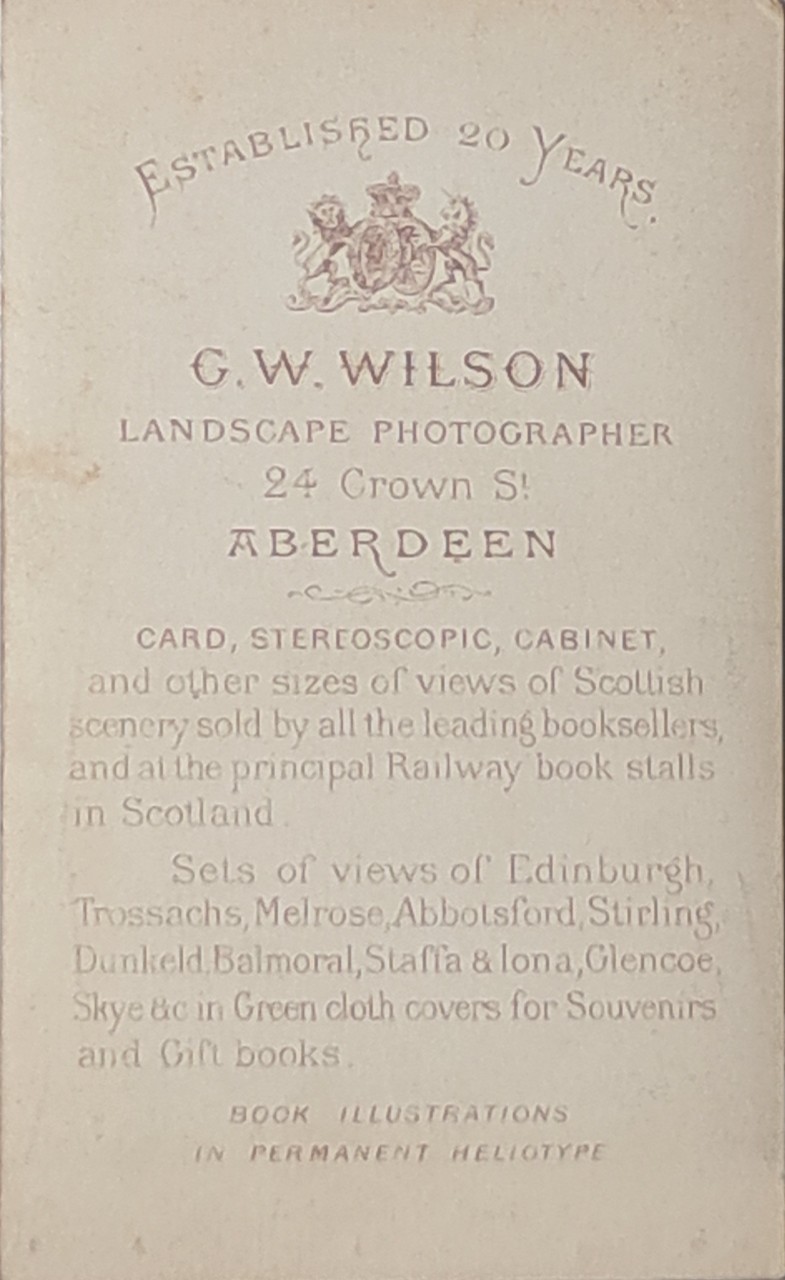 ESTABLISHED 20 YEARS.
G. W. WILSON
LANDSCAPE PHOTOGRAPHER
24 Crown St
ABERDEEN
CARD, STEREOSCOPIC, CABINET,
and other sizes of views of Scottish
scenery sold by all the leading booksellers,
and at the principal Railway book stalls
in Scotland.
Sets of views of Edinburgh,
Trossachs, Melrose, Abbotsford, Stirling,
Dunkeld, Balmoral, Staffa & Iona, Glencoe,
Skye &c in Green cloth covers for Souvenirs
and Gift books.
BOOK ILLUSTRATIONS
IN PERMANENT HELIOTYPE